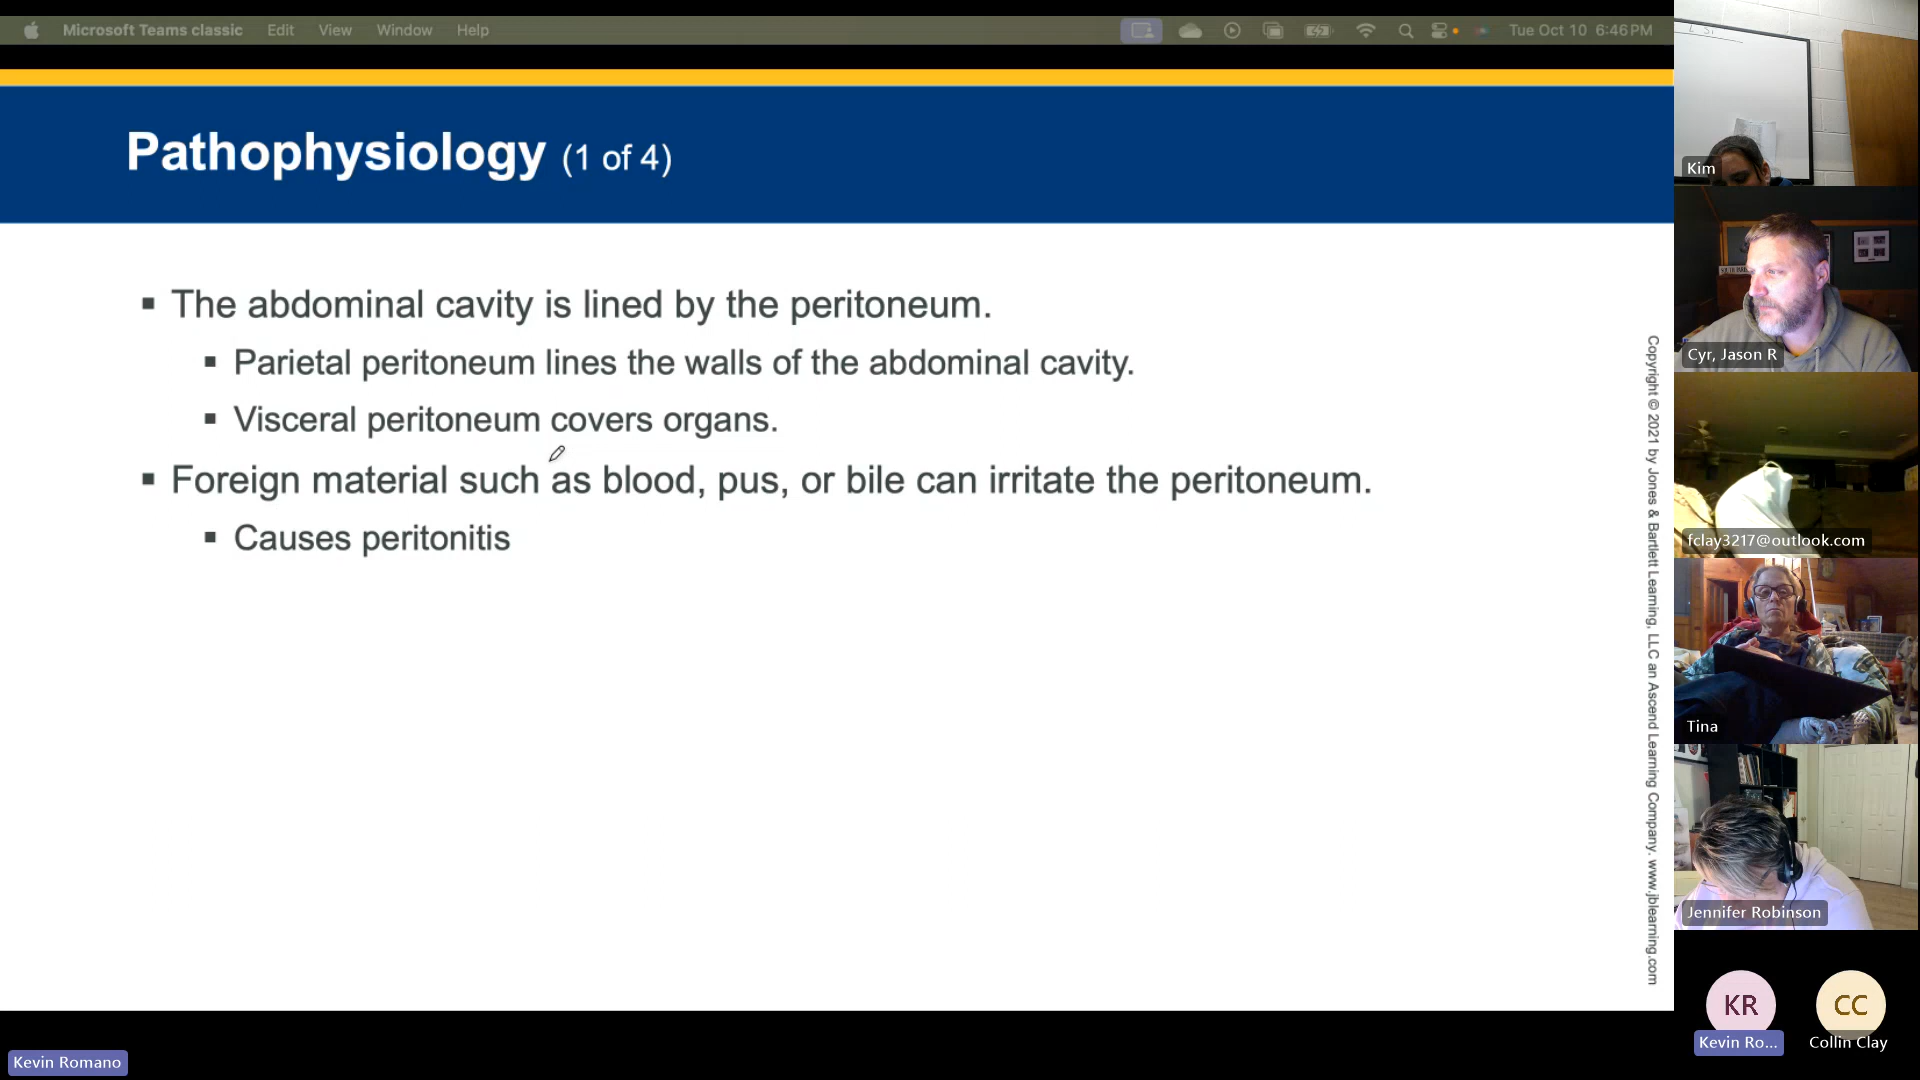 Microsoft Teams classic Edit View Window Help Tue Oct 10 6:46 PM
Pathophysiology (1 of 4)
▪ The abdominal cavity is lined by the peritoneum.
▪ Parietal peritoneum lines the walls of the abdominal cavity.
▪ Visceral peritoneum covers organs.
▪ Foreign material such as blood, pus, or bile can irritate the peritoneum.
▪ Causes peritonitis
Copyright © 2021 by Jones & Bartlett Learning, LLC an Ascend Learning Company. www.jblearning.com
Kim
Cyr, Jason R
fclay3217@outlook.com
Tina
Jennifer Robinson
KR CC
Kevin Ro... Collin Clay
Kevin Romano